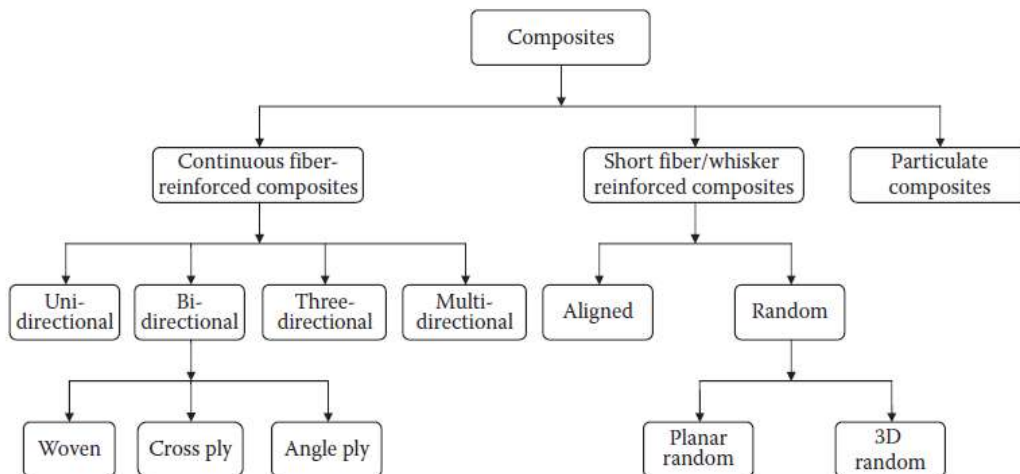 Composites
Continuous fiber-
reinforced composites
Short fiber/whisker
reinforced composites
Particulate
composites
Uni-
directional
Bi-
directional
Three-
directional
Multi-
directional
Aligned
Random
Woven
Cross ply
Angle ply
Planar
random
3D
random